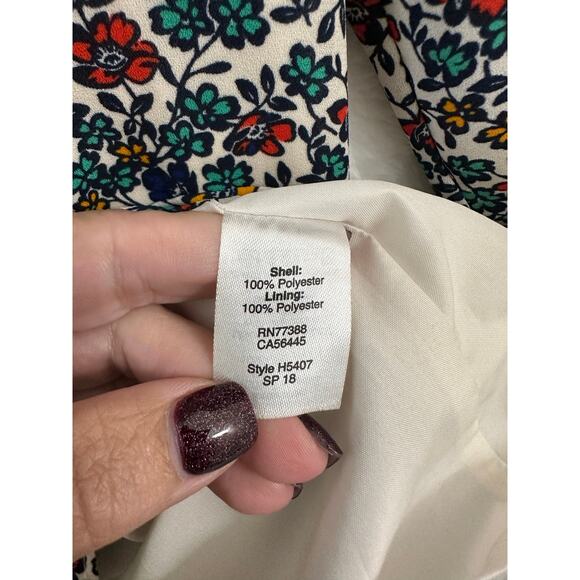 Shell:
100% Polyester
Lining:
100% Polyester
RN77388
CA56445
Style H5407
SP 18